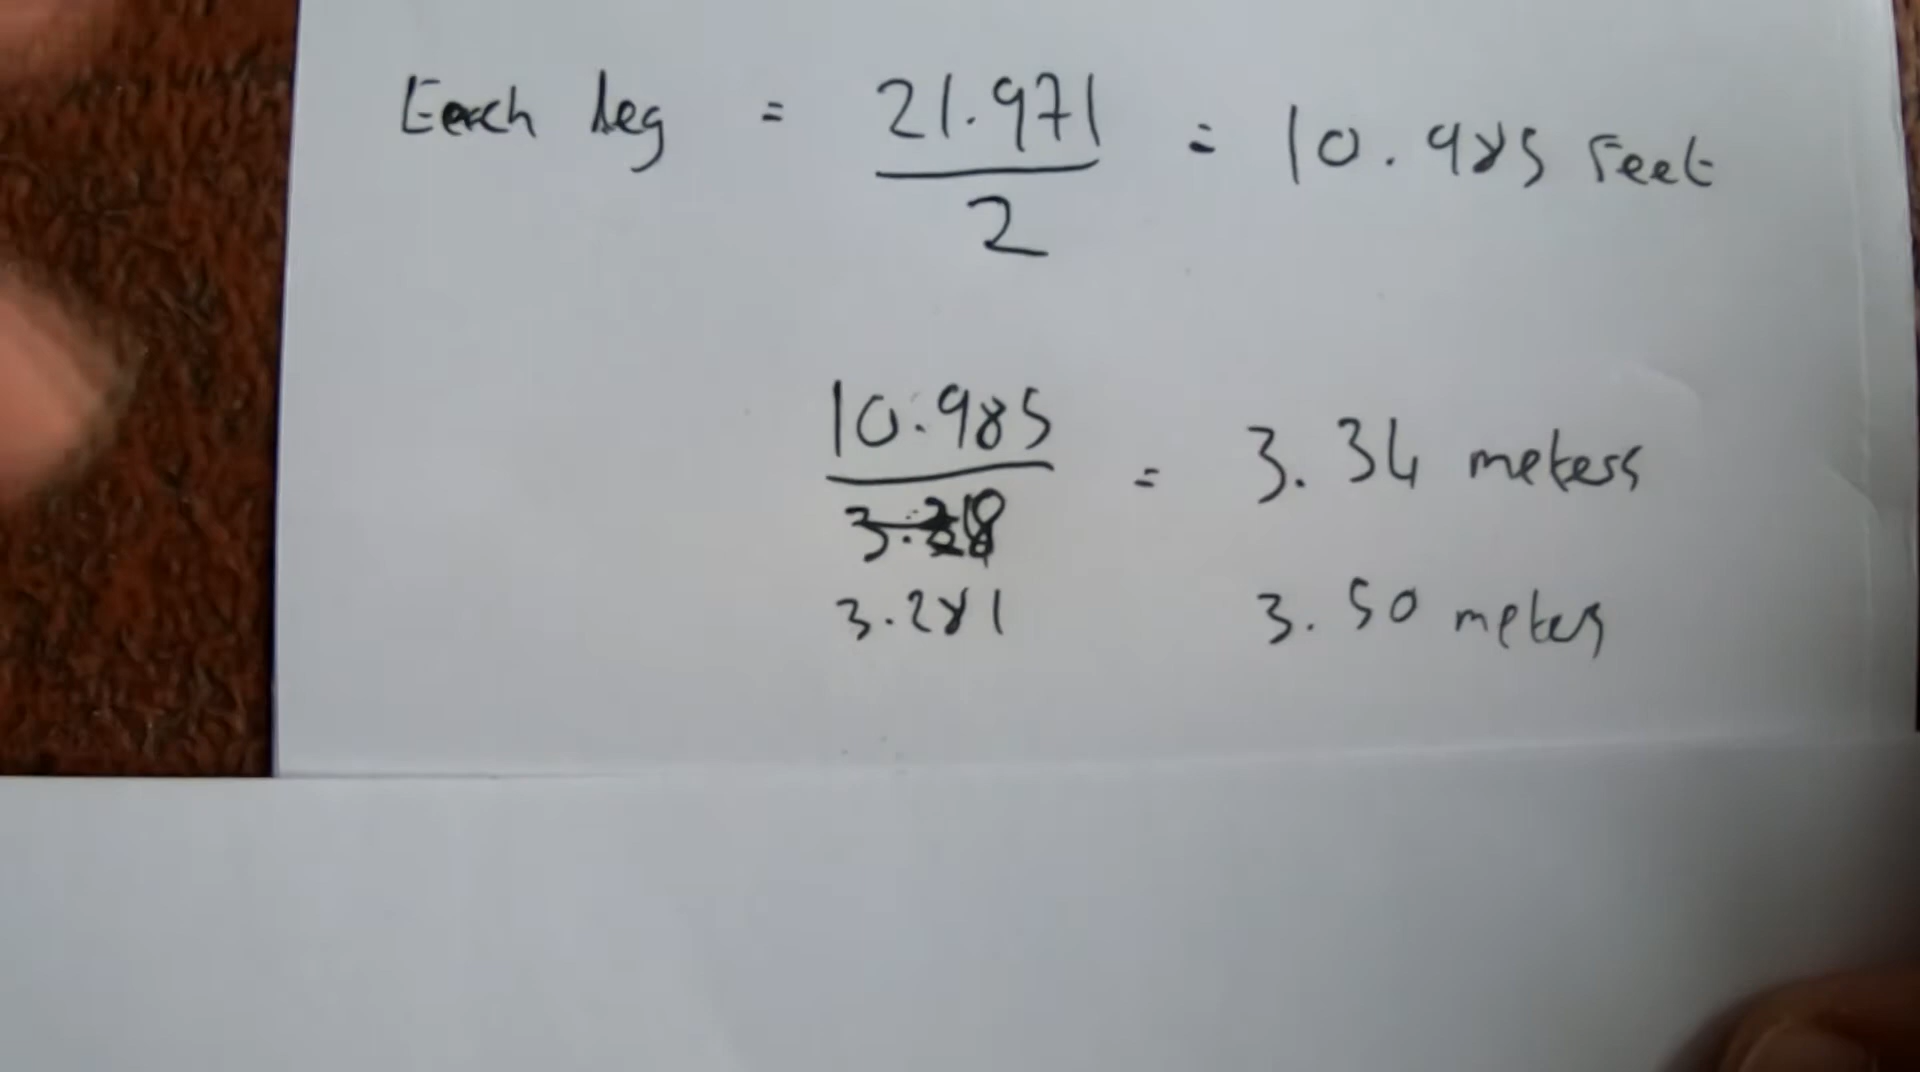 Each leg = 21.971 / 2 = 10.985 Feet
10.985 / 3.281 = 3.34 meters
3.50 meters